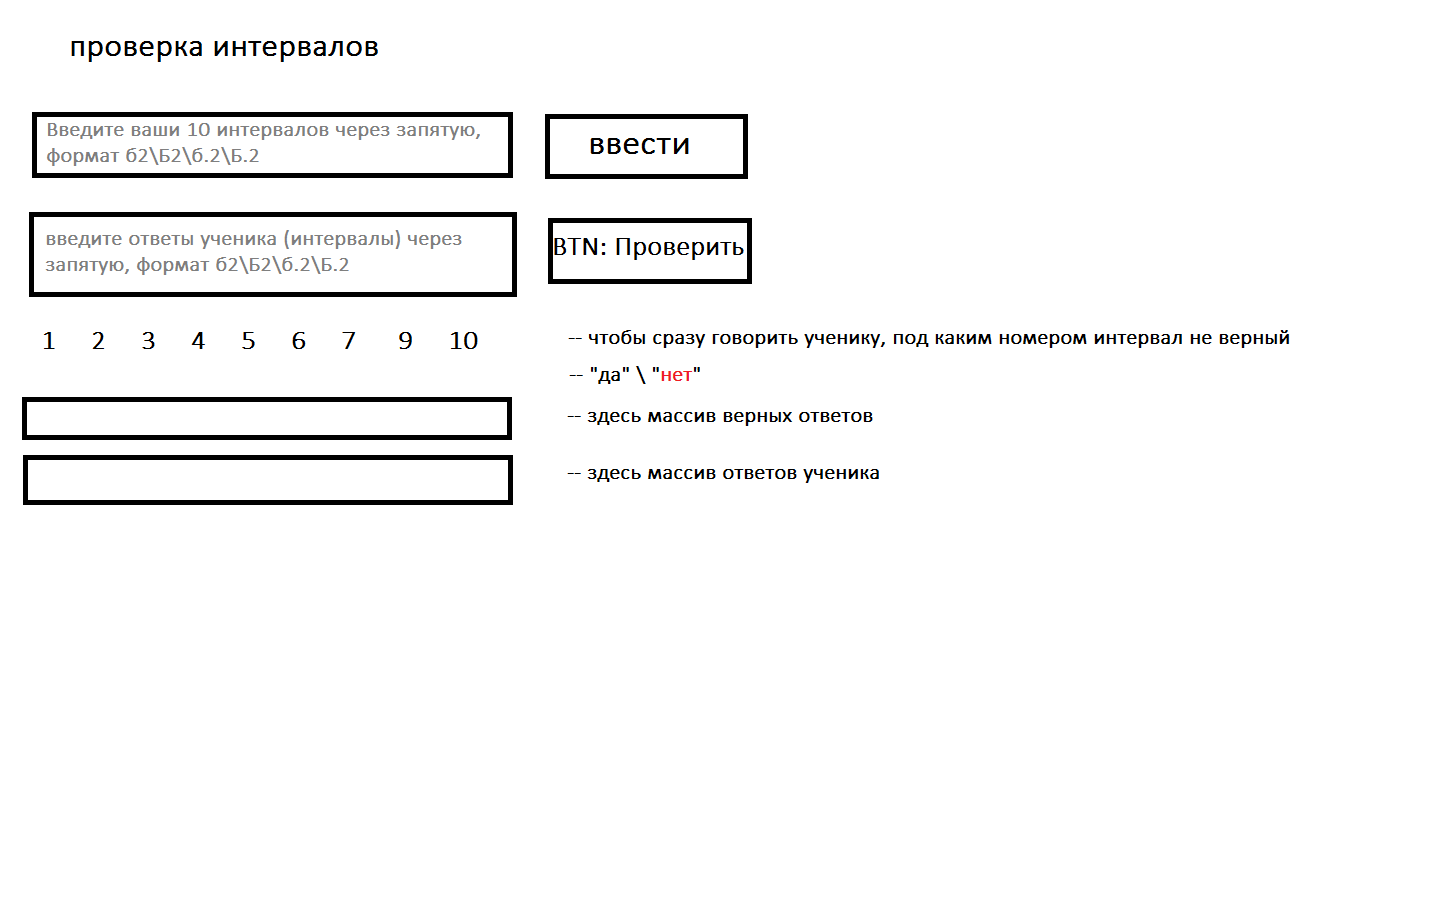 проверка интервалов
Введите ваши 10 интервалов через запятую,
формат б2\Б2\б.2\Б.2
ввести
введите ответы ученика (интервалы) через
запятую, формат б2\Б2\б.2\Б.2
BTN: Проверить
1 2 3 4 5 6 7 9 10
-- чтобы сразу говорить ученику, под каким номером интервал не верный
-- "да" \ "нет"
-- здесь массив верных ответов
-- здесь массив ответов ученика